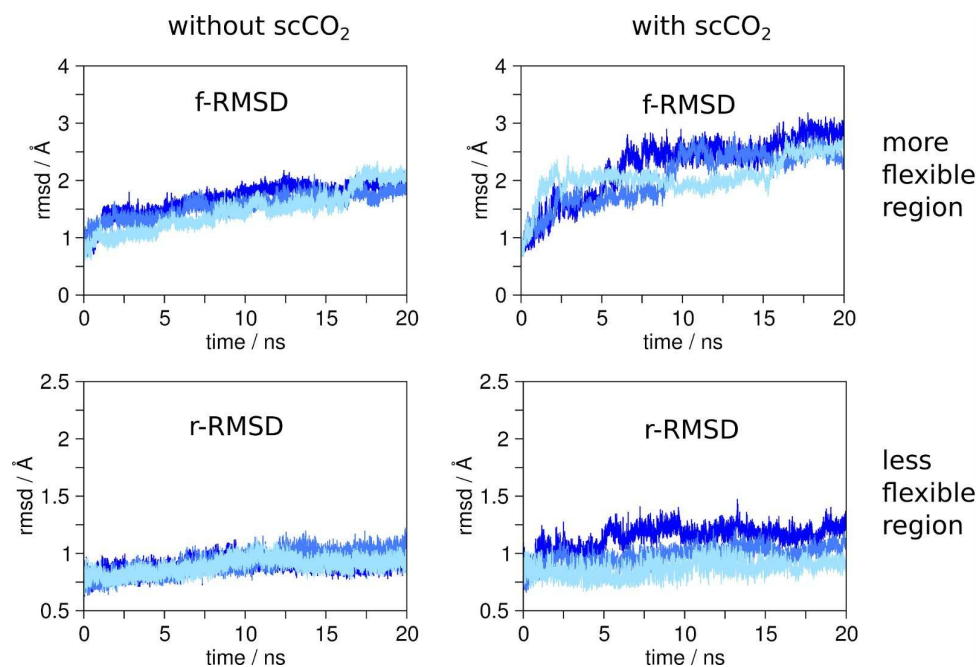 without scCO₂
with scCO₂
4
3
2
1
0
rmsd / Å
f-RMSD
0
5
10
15
20
time / ns
4
3
2
1
0
rmsd / Å
f-RMSD
0
5
10
15
20
time / ns
more
flexible
region
2.5
2
1.5
1
0.5
rmsd / Å
r-RMSD
0
5
10
15
20
time / ns
2.5
2
1.5
1
0.5
rmsd / Å
r-RMSD
0
5
10
15
20
time / ns
less
flexible
region